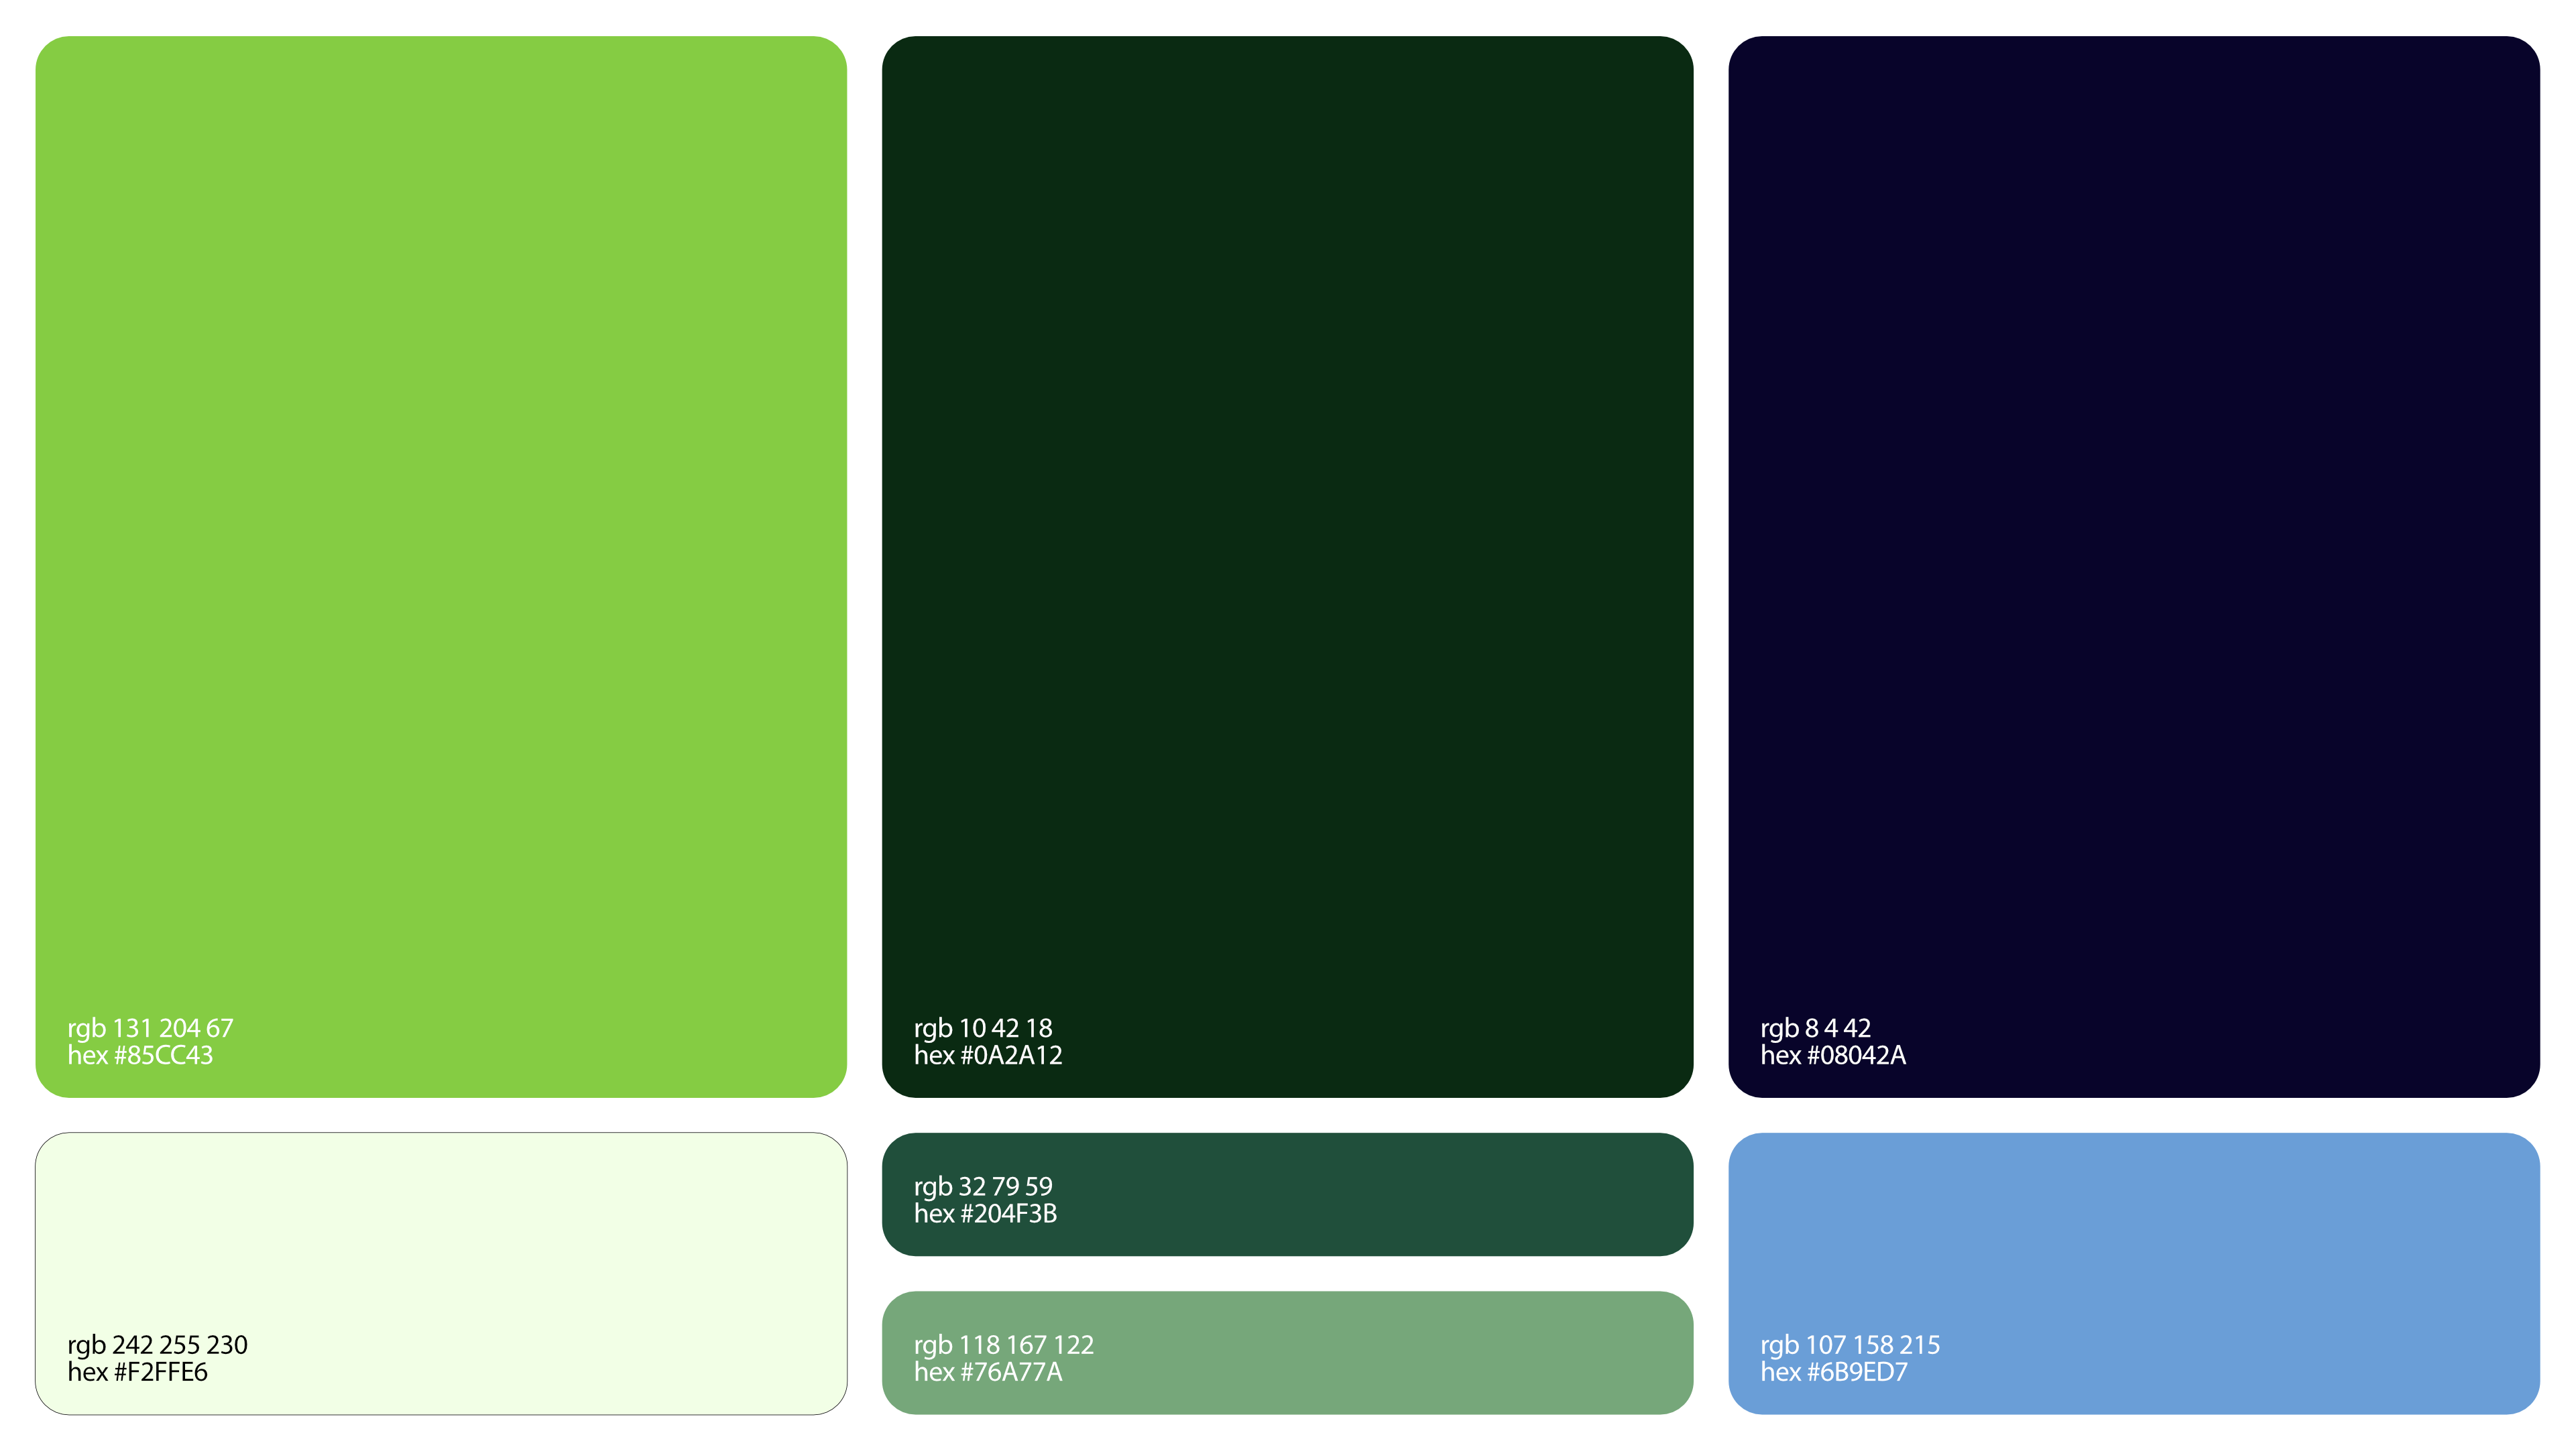 rgb 131 204 67
hex #85CC43
rgb 10 42 18
hex #0A2A12
rgb 8 4 42
hex #08042A
rgb 242 255 230
hex #F2FFE6
rgb 32 79 59
hex #204F3B
rgb 118 167 122
hex #76A77A
rgb 107 158 215
hex #6B9ED7